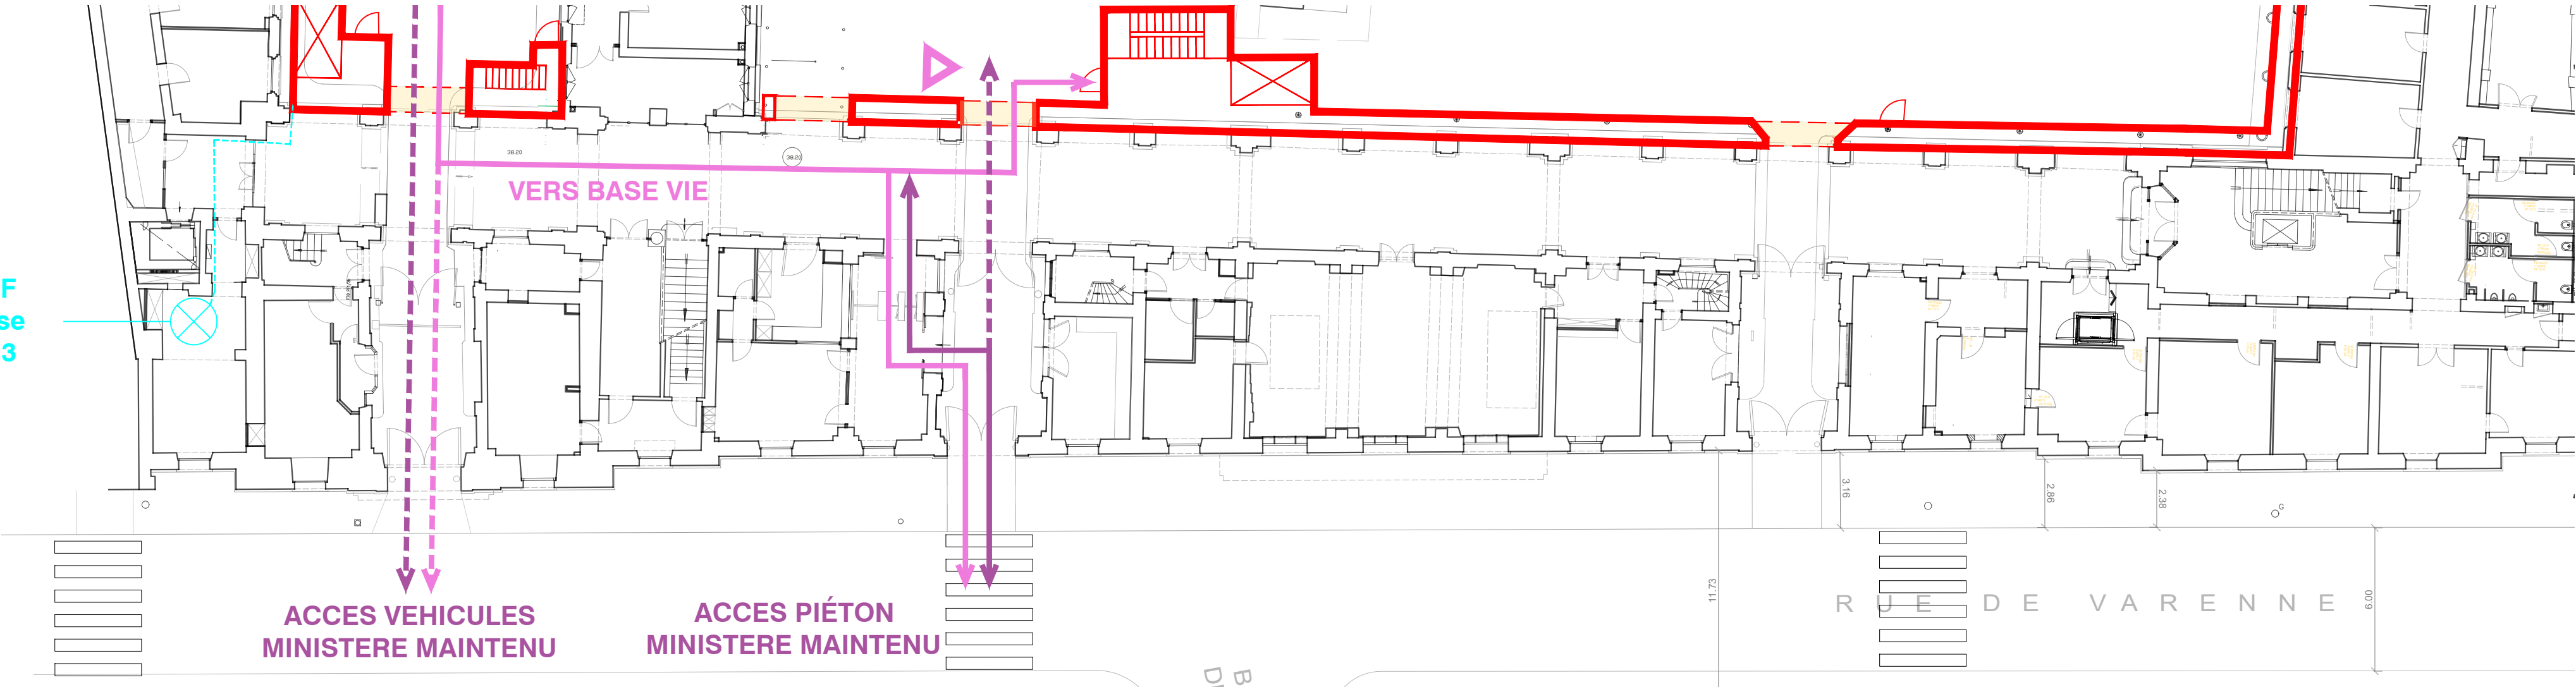 38.20
38.20
VERS BASE VIE
F
se
3
3.16
2.86
2.38
G
ACCES VEHICULES
MINISTERE MAINTENU
ACCES PIÉTON
MINISTERE MAINTENU
11.73
RUE DE VARENNE
6.00
B